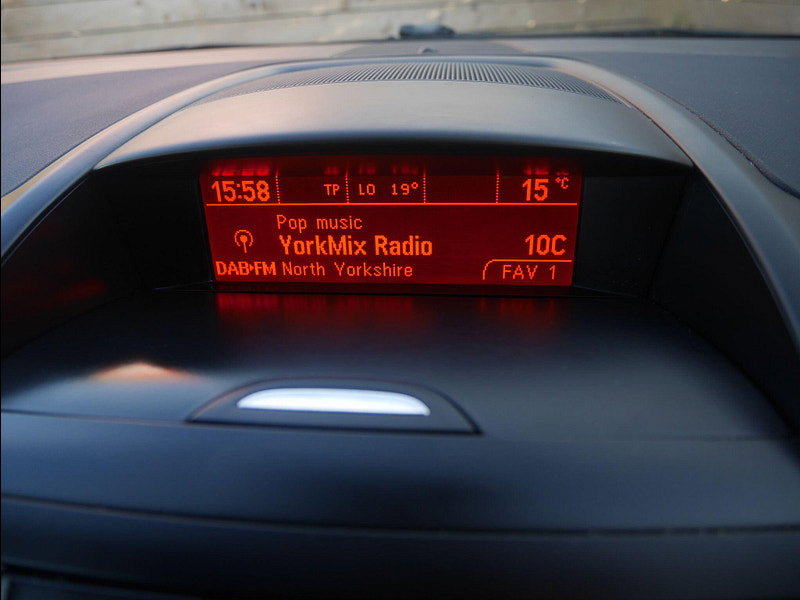 15:58 TP LO 19° 15°C
Pop music
YorkMix Radio 10C
DAB▸FM North Yorkshire FAV 1